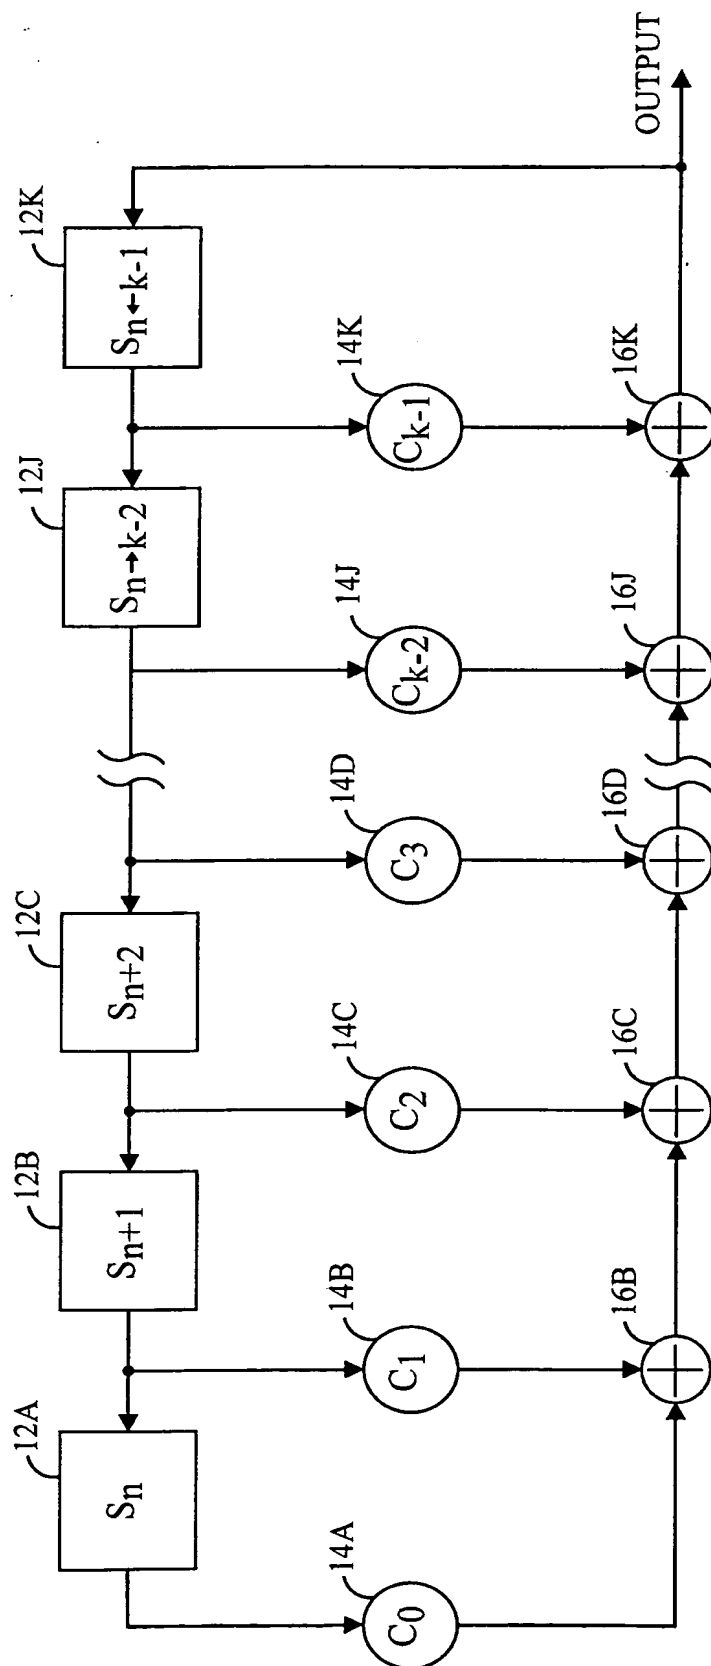 12A 12B 12C 12J 12K
Sn Sn+1 Sn+2 Sn→k-2 Sn←k-1
14A 14B 14C 14D 14J 14K
C0 C1 C2 C3 Ck-2 Ck-1
16B 16C 16D 16J 16K
OUTPUT